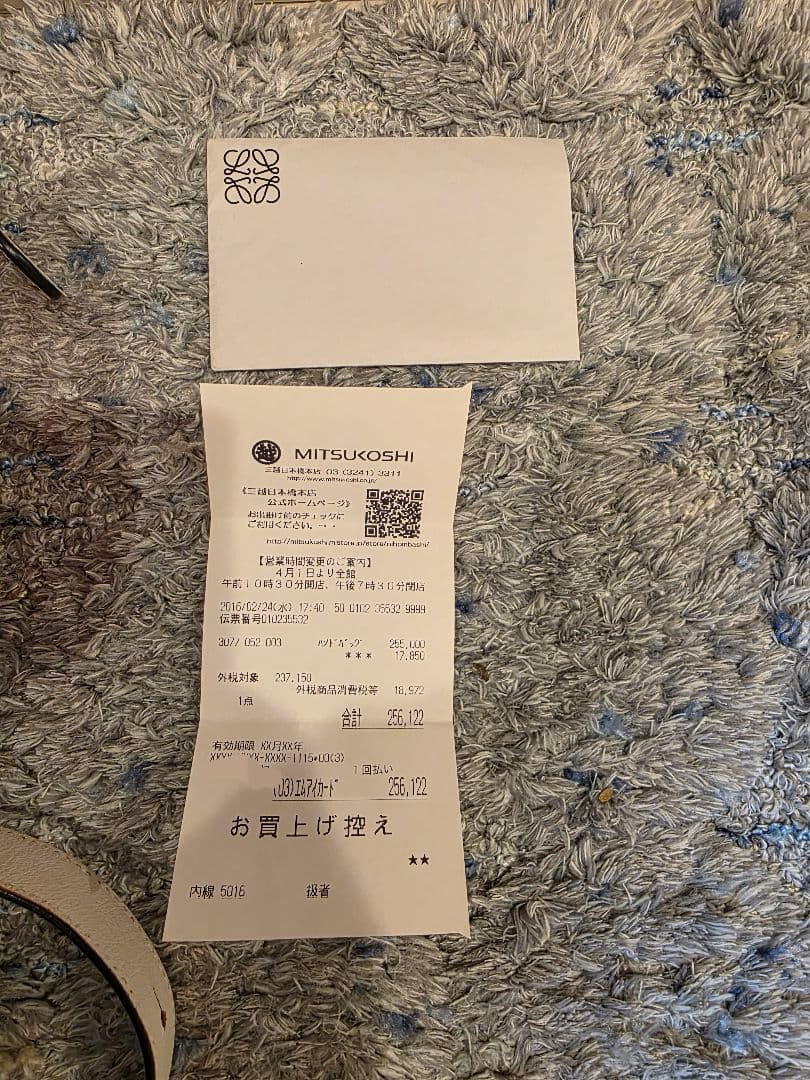 MITSUKOSHI
三越日本橋本店 03 (3241) 3311
http://www.mitsukoshi.co.jp/
《三越日本橋本店
公式ホームページ》
お出掛け前のチェックに
ご利用ください。・・
http://mitsukoshi.mistore.jp/store/nihombashi/
【営業時間変更のご案内】
4月1日より全館
午前10時30分開店、午後7時30分閉店
2016/02/24(水) 17:40 50-0102-35532-9999
伝票番号010235532
3077-052-003 ハンドバッグ 255,000
*** 17,850
外税対象 237,150
外税商品消費税等 18,972
1点
合計 256,122
有効期限 XX月XX年
XXXX-XXXX-XXXX-1115*00(3)
1回払い
(03)エムアイカード 256,122
お買上げ控え
★★
内線 5016 扱者